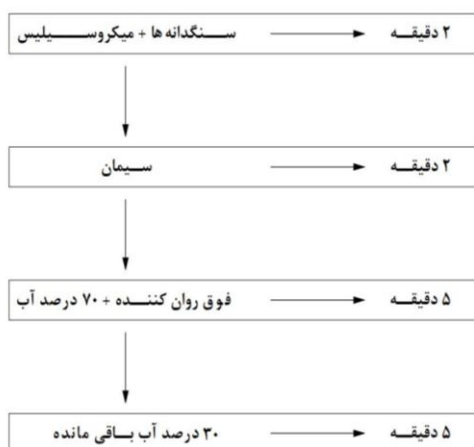 سنگدانه ها + میکروسیلیس ۲ دقیقه
سیمان ۲ دقیقه
فوق روان کننده + ۷۰ درصد آب ۵ دقیقه
۳۰ درصد آب باقی مانده ۵ دقیقه